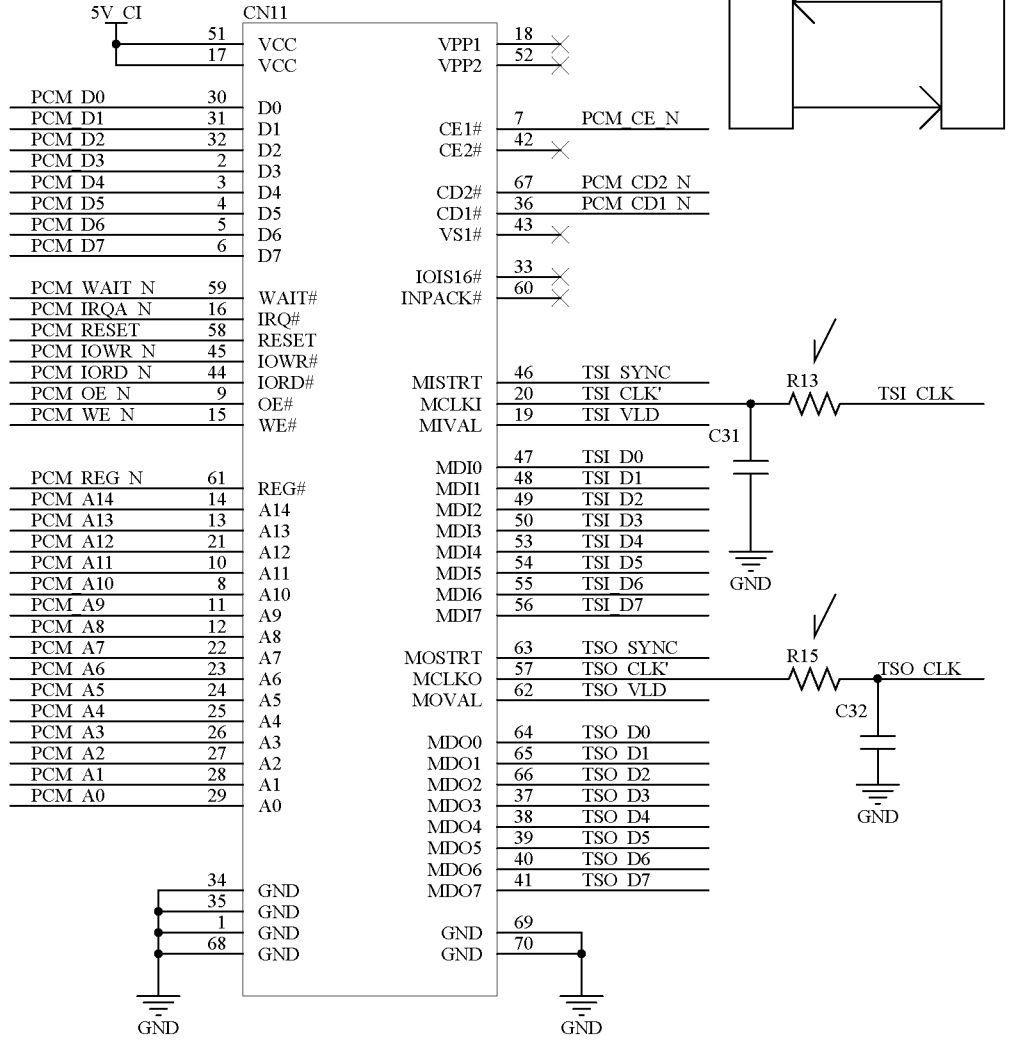 5V_CI
CN11
51 VCC
17 VCC
PCM_D0 30 D0
PCM_D1 31 D1
PCM_D2 32 D2
PCM_D3 2 D3
PCM_D4 3 D4
PCM_D5 4 D5
PCM_D6 5 D6
PCM_D7 6 D7
PCM_WAIT_N 59 WAIT#
PCM_IRQA_N 16 IRQ#
PCM_RESET 58 RESET
PCM_IOWR_N 45 IOWR#
PCM_IORD_N 44 IORD#
PCM_OE_N 9 OE#
PCM_WE_N 15 WE#
PCM_REG_N 61 REG#
PCM_A14 14 A14
PCM_A13 13 A13
PCM_A12 21 A12
PCM_A11 10 A11
PCM_A10 8 A10
PCM_A9 11 A9
PCM_A8 12 A8
PCM_A7 22 A7
PCM_A6 23 A6
PCM_A5 24 A5
PCM_A4 25 A4
PCM_A3 26 A3
PCM_A2 27 A2
PCM_A1 28 A1
PCM_A0 29 A0
34 GND
35 GND
1 GND
68 GND
GND
VPP1 18
VPP2 52
CE1# 7 PCM_CE_N
CE2# 42
CD2# 67 PCM_CD2_N
CD1# 36 PCM_CD1_N
VS1# 43
IOIS16# 33
INPACK# 60
MISTRT 46 TSI_SYNC
MCLKI 20 TSI_CLK'
MIVAL 19 TSI_VLD
MDI0 47 TSI_D0
MDI1 48 TSI_D1
MDI2 49 TSI_D2
MDI3 50 TSI_D3
MDI4 53 TSI_D4
MDI5 54 TSI_D5
MDI6 55 TSI_D6
MDI7 56 TSI_D7
MOSTRT 63 TSO_SYNC
MCLKO 57 TSO_CLK'
MOVAL 62 TSO_VLD
MDO0 64 TSO_D0
MDO1 65 TSO_D1
MDO2 66 TSO_D2
MDO3 37 TSO_D3
MDO4 38 TSO_D4
MDO5 39 TSO_D5
MDO6 40 TSO_D6
MDO7 41 TSO_D7
GND 69
GND 70
GND
R13
TSI_CLK
C31
GND
R15
TSO_CLK
C32
GND